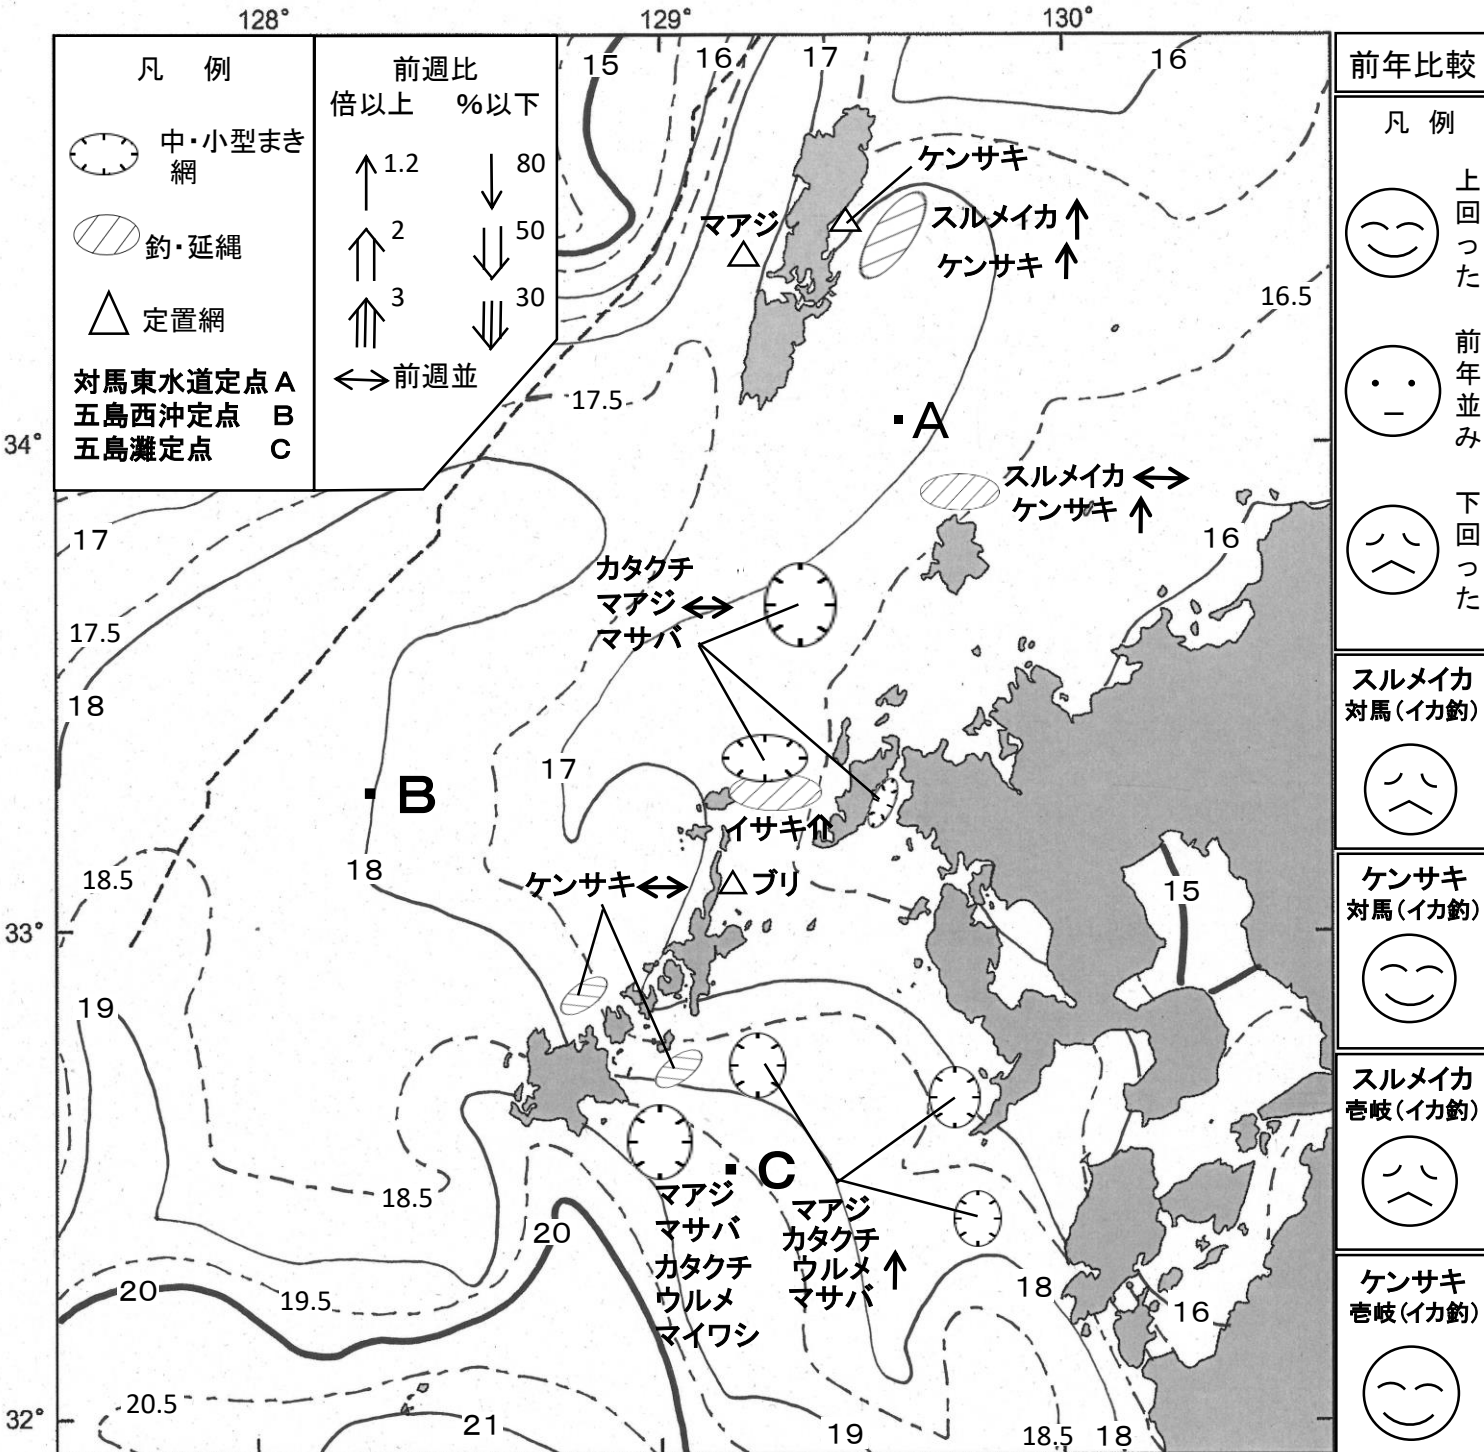 128°
129°
130°
凡 例
中・小型まき
網
釣・延縄
定置網
対馬東水道定点 A
五島西沖定点 B
五島灘定点 C
前週比
倍以上 %以下
1.2
80
2
50
3
30
前週並
15
16
17
16
ケンサキ
マアジ
スルメイカ
ケンサキ
16.5
17.5
34°
A
スルメイカ
ケンサキ
17
16
カタクチ
マアジ
マサバ
17.5
18
17
B
イサキ
18
18.5
ケンサキ
ブリ
15
33°
19
C
18.5
マアジ
マサバ
カタクチ
ウルメ
マイワシ
マアジ
カタクチ
ウルメ
マサバ
20
20
19.5
18
16
20.5
21
19
18.5
18
32°
前年比較
凡 例
上回った
前年並み
下回った
スルメイカ
対馬(イカ釣)
ケンサキ
対馬(イカ釣)
スルメイカ
壱岐(イカ釣)
ケンサキ
壱岐(イカ釣)